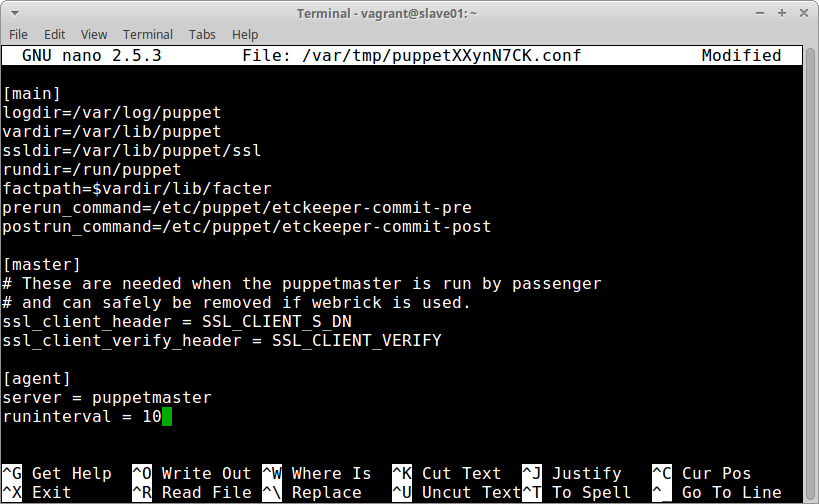 Terminal - vagrant@slave01: ~
File Edit View Terminal Tabs Help
GNU nano 2.5.3 File: /var/tmp/puppetXXynN7CK.conf Modified
[main]
logdir=/var/log/puppet
vardir=/var/lib/puppet
ssldir=/var/lib/puppet/ssl
rundir=/run/puppet
factpath=$vardir/lib/facter
prerun_command=/etc/puppet/etckeeper-commit-pre
postrun_command=/etc/puppet/etckeeper-commit-post
[master]
# These are needed when the puppetmaster is run by passenger
# and can safely be removed if webrick is used.
ssl_client_header = SSL_CLIENT_S_DN
ssl_client_verify_header = SSL_CLIENT_VERIFY
[agent]
server = puppetmaster
runinterval = 10
^G Get Help ^O Write Out ^W Where Is ^K Cut Text ^J Justify ^C Cur Pos
^X Exit ^R Read File ^\ Replace ^U Uncut Text ^T To Spell ^_ Go To Line